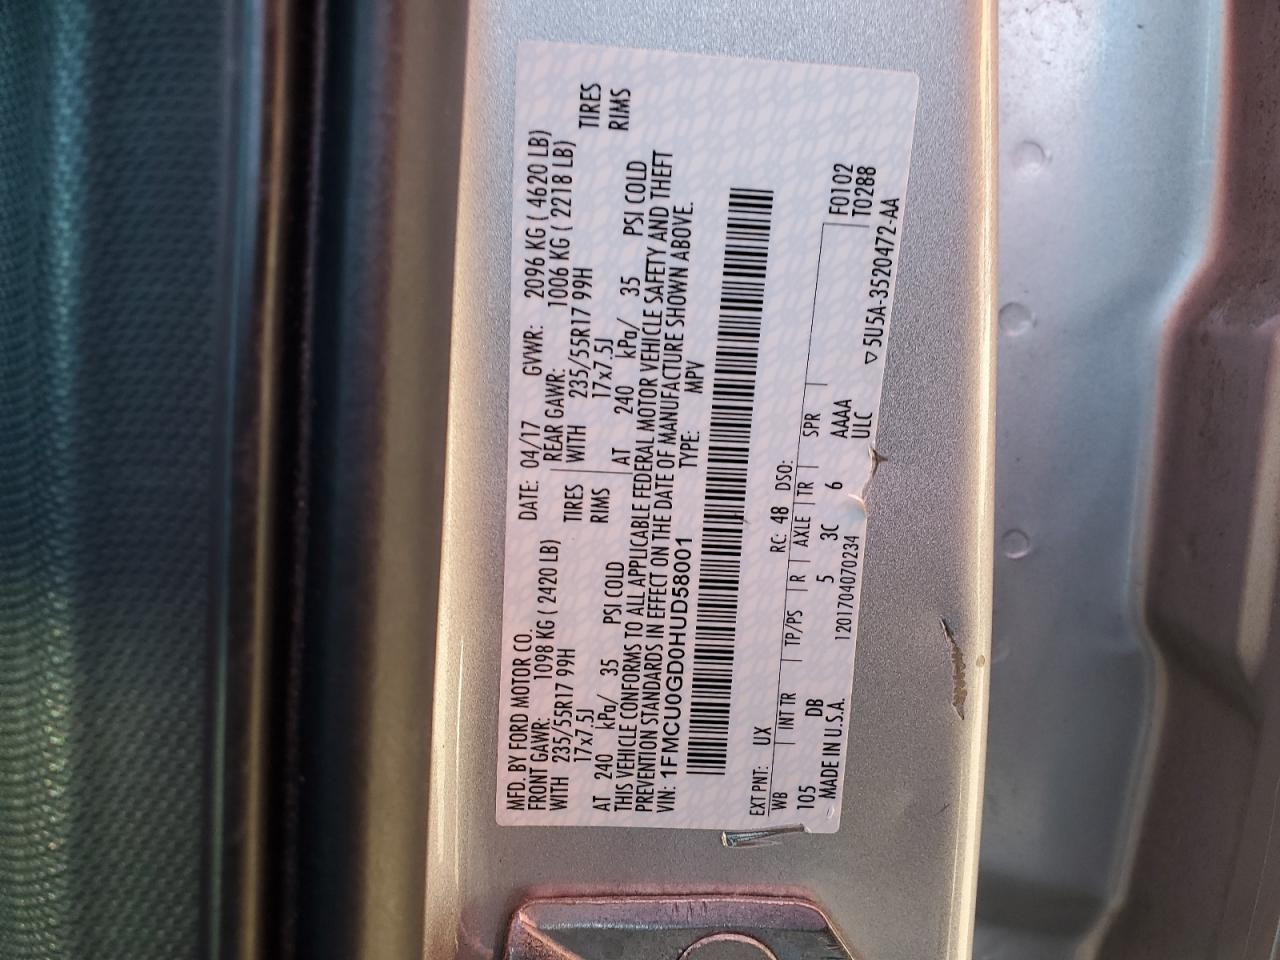 MFD. BY FORD MOTOR CO. DATE: 04/17 GVWR: 2096 KG ( 4620 LB)
FRONT GAWR: 1098 KG ( 2420 LB) REAR GAWR: 1006 KG ( 2218 LB)
WITH 235/55R17 99H TIRES WITH 235/55R17 99H TIRES
17x7.5J RIMS 17x7.5J RIMS
AT 240 kPa/ 35 PSI COLD AT 240 kPa/ 35 PSI COLD
THIS VEHICLE CONFORMS TO ALL APPLICABLE FEDERAL MOTOR VEHICLE SAFETY AND THEFT
PREVENTION STANDARDS IN EFFECT ON THE DATE OF MANUFACTURE SHOWN ABOVE.
VIN: 1FMCU0GD0HUD58001 TYPE: MPV
EXT PNT: UX RC: 48 DSO:
WB INT TR TP/PS R AXLE TR SPR F0102
105 DB 5 3C 6 AAAA T0288
MADE IN U.S.A. 1201704070234 ULC ▽5U5A-3520472-AA